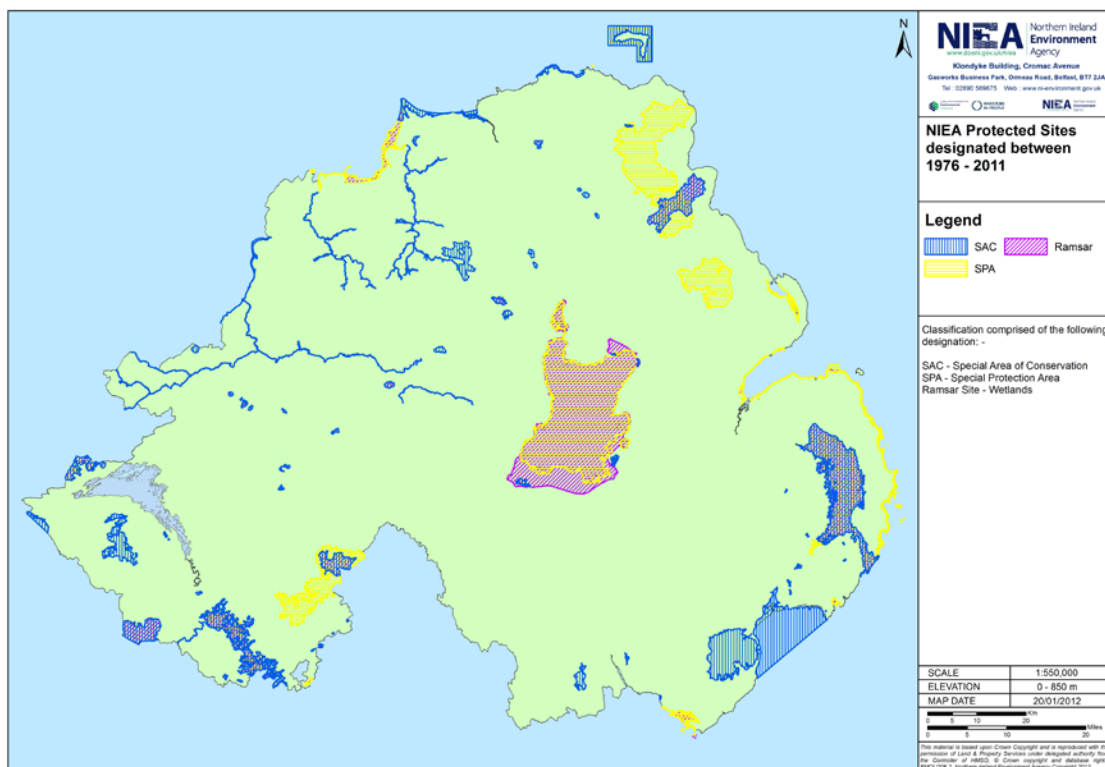 N
NIEA
www.doeni.gov.uk/niea
Northern Ireland
Environment
Agency
Klondyke Building, Cromac Avenue
Gasworks Business Park, Ormeau Road, Belfast, BT7 2JA
Tel : 02890 569675 Web : www.ni-environment.gov.uk
NIEA
NIEA Protected Sites
designated between
1976 - 2011
Legend
SAC
Ramsar
SPA
Classification comprised of the following
designation: -
SAC - Special Area of Conservation
SPA - Special Protection Area
Ramsar Site - Wetlands
SCALE 1:550,000
ELEVATION 0 - 850 m
MAP DATE 20/01/2012
Km
0 5 10 20
Miles
0 5 10 20
This material is based upon Crown Copyright and is reproduced with the
permission of Land & Property Services under delegated authority from
the Controller of HMSO, © Crown copyright and database rights